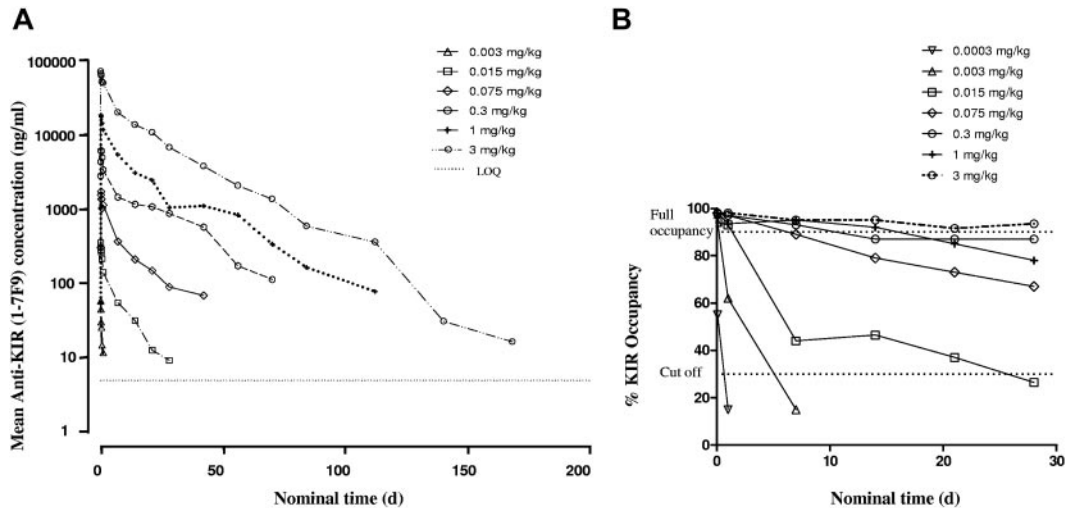 A
0.003 mg/kg
0.015 mg/kg
0.075 mg/kg
0.3 mg/kg
1 mg/kg
3 mg/kg
LOQ
Mean Anti-KIR (1-7F9) concentration (ng/ml)
100000
10000
1000
100
10
1
0
50
100
150
200
Nominal time (d)
B
0.0003 mg/kg
0.003 mg/kg
0.015 mg/kg
0.075 mg/kg
0.3 mg/kg
1 mg/kg
3 mg/kg
% KIR Occupancy
Full
occupancy
Cut off
100
80
60
40
20
0
0
10
20
30
Nominal time (d)